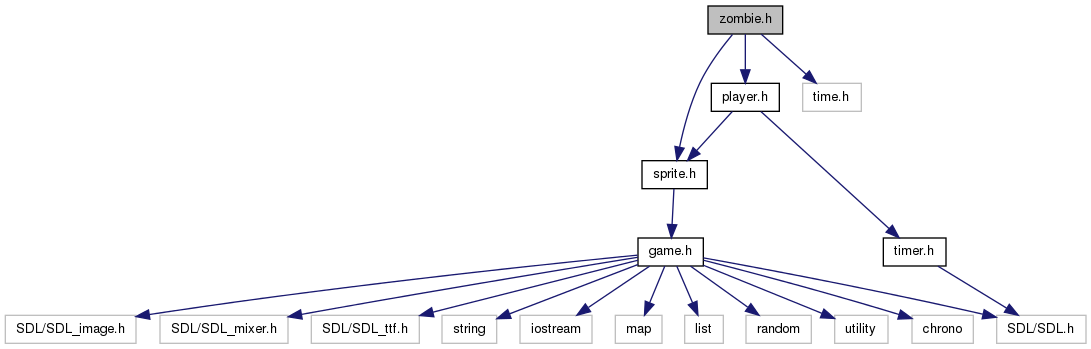 zombie.h
player.h
time.h
sprite.h
game.h
timer.h
SDL/SDL_image.h
SDL/SDL_mixer.h
SDL/SDL_ttf.h
string
iostream
map
list
random
utility
chrono
SDL/SDL.h